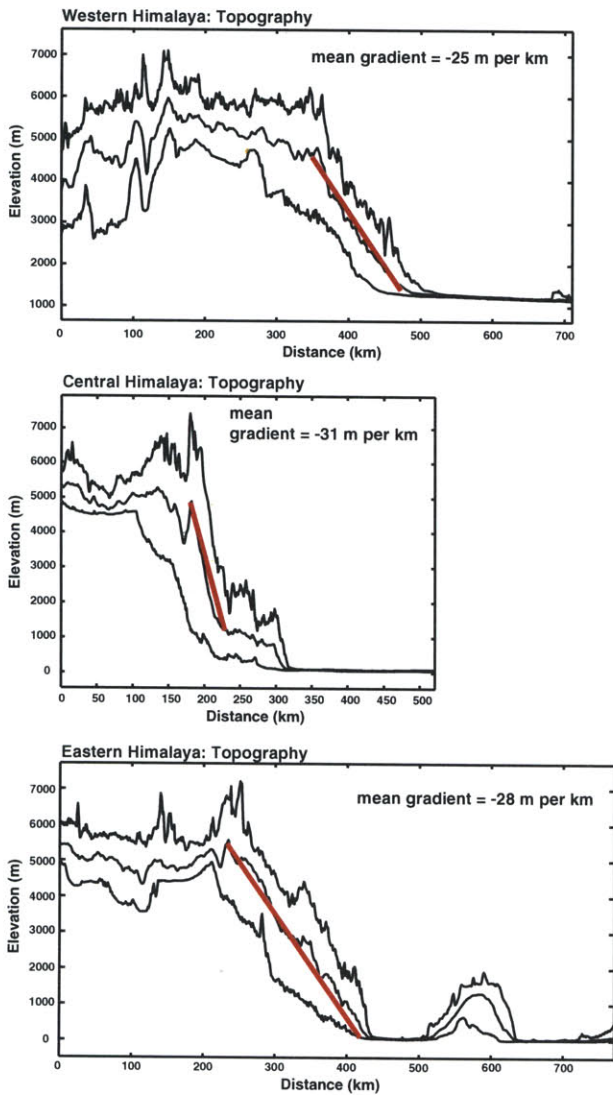 Western Himalaya: Topography
mean gradient = -25 m per km
Elevation (m)
7000
6000
5000
4000
3000
2000
1000
0 100 200 300 400 500 600 700
Distance (km)
Central Himalaya: Topography
mean
gradient = -31 m per km
Elevation (m)
7000
6000
5000
4000
3000
2000
1000
0
0 50 100 150 200 250 300 350 400 450 500
Distance (km)
Eastern Himalaya: Topography
mean gradient = -28 m per km
Elevation (m)
7000
6000
5000
4000
3000
2000
1000
0
0 100 200 300 400 500 600 700
Distance (km)